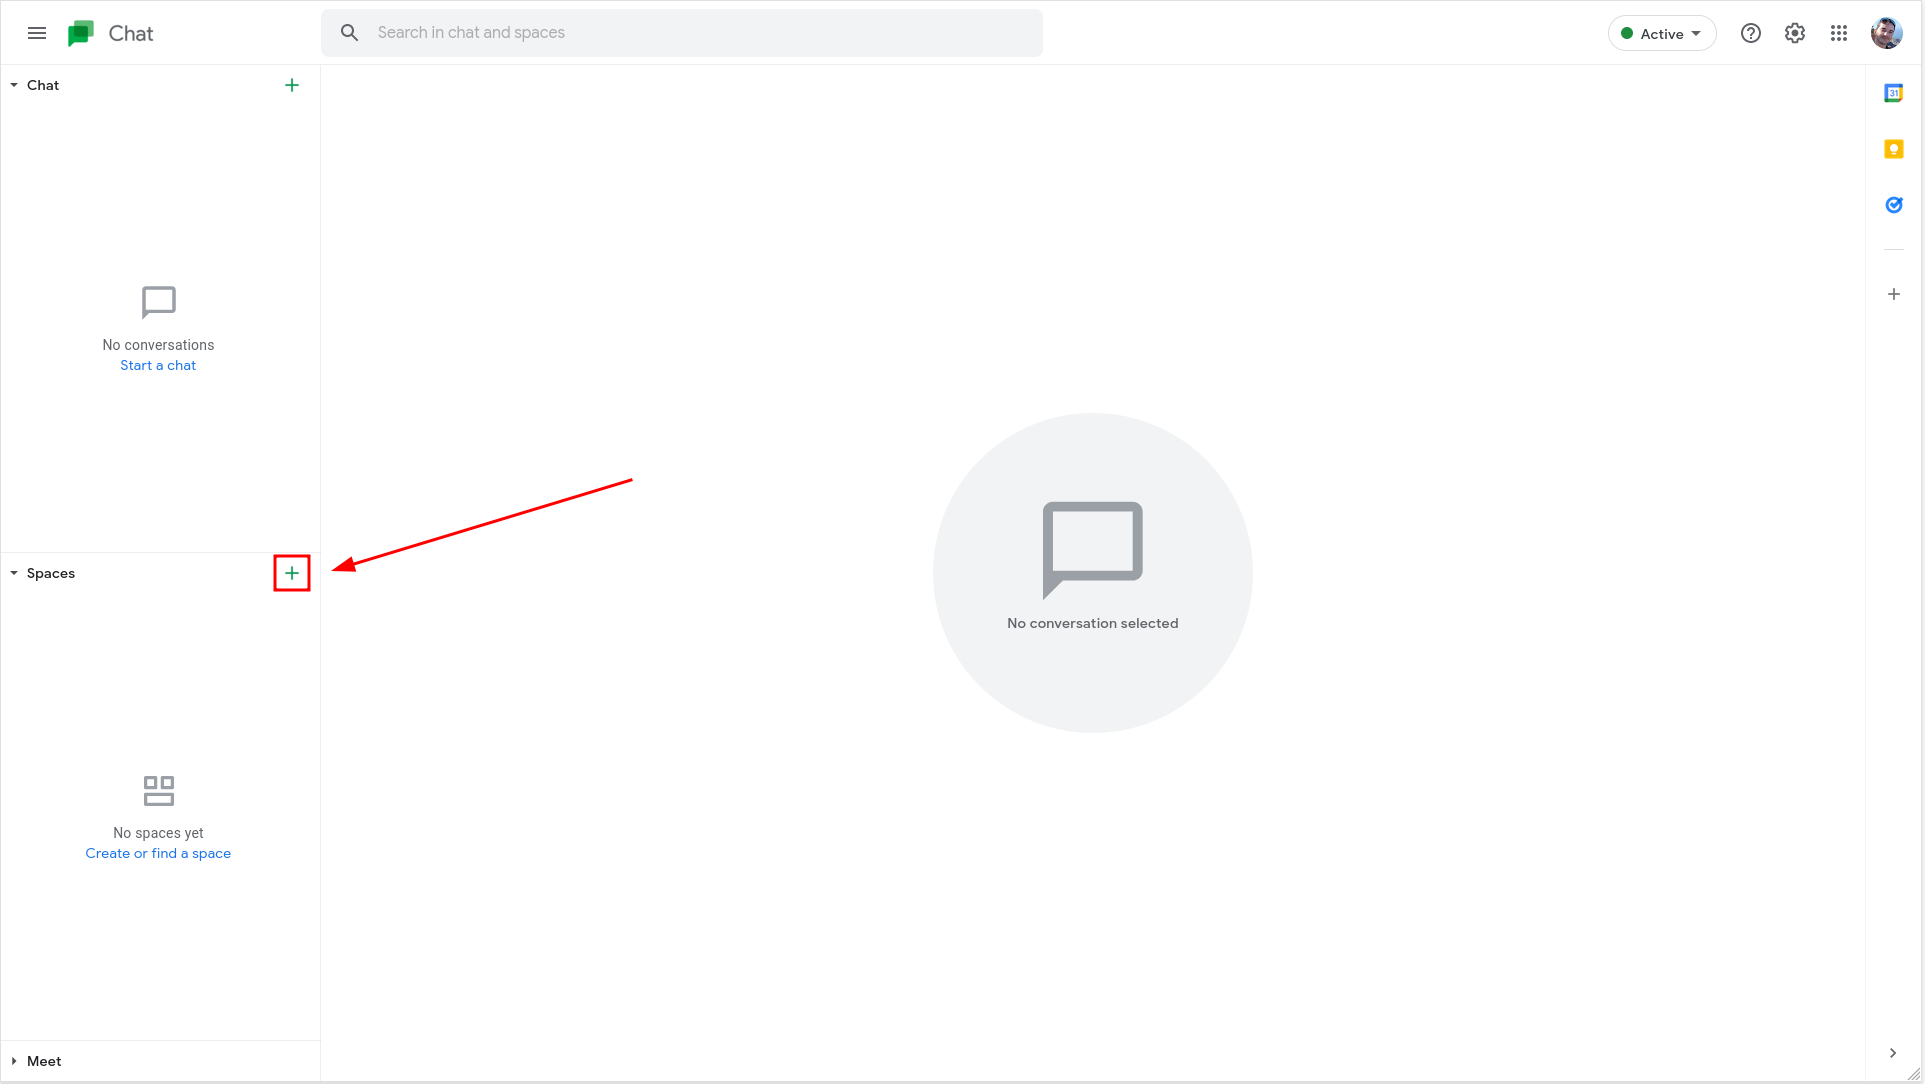 Chat
Search in chat and spaces
Active
Chat
31
No conversations
Start a chat
No conversation selected
Spaces
No spaces yet
Create or find a space
Meet